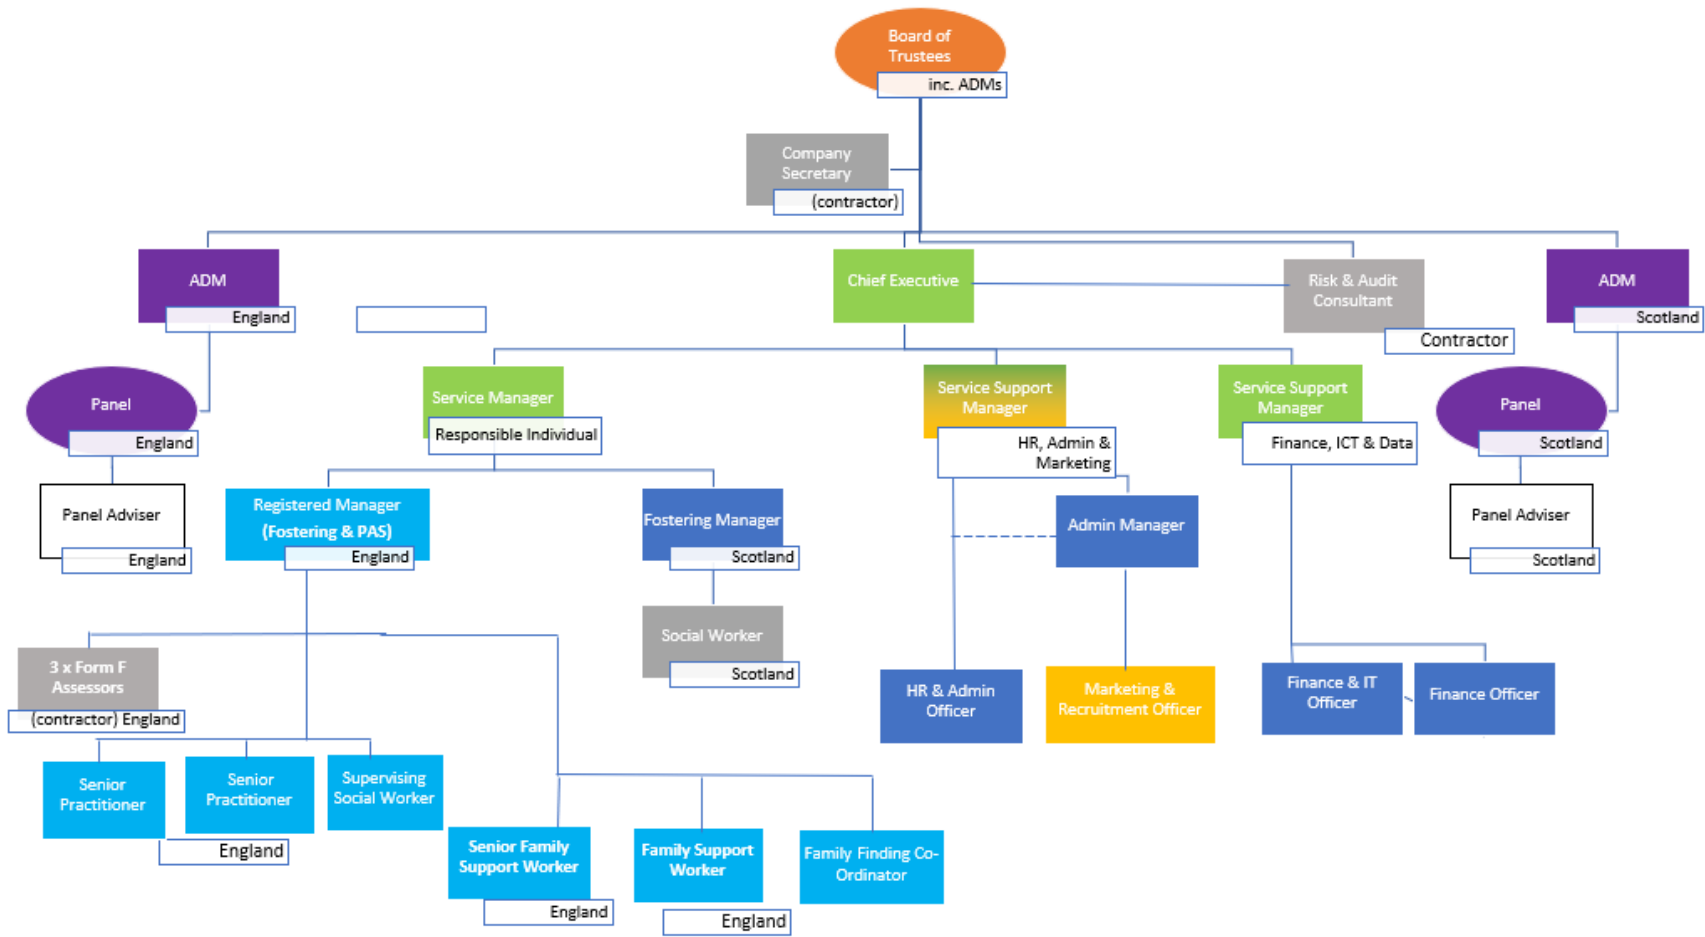 Board of
Trustees
inc. ADMs
Company
Secretary
(contractor)
ADM
England
Chief Executive
Risk & Audit
Consultant
Contractor
ADM
Scotland
Panel
England
Service Manager
Responsible Individual
Service Support
Manager
HR, Admin &
Marketing
Service Support
Manager
Finance, ICT & Data
Panel
Scotland
Panel Adviser
England
Registered Manager
(Fostering & PAS)
England
Fostering Manager
Scotland
Admin Manager
Panel Adviser
Scotland
Social Worker
Scotland
3 x Form F
Assessors
(contractor) England
HR & Admin
Officer
Marketing &
Recruitment Officer
Finance & IT
Officer
Finance Officer
Senior
Practitioner
Senior
Practitioner
England
Supervising
Social Worker
Senior Family
Support Worker
England
Family Support
Worker
England
Family Finding Co-
Ordinator